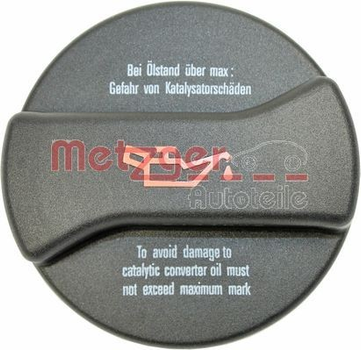 Bei Ölstand über max:
Gefahr von Katalysatorschäden
Metzger
Autoteile
To avoid damage to
catalytic converter oil must
not exceed maximum mark